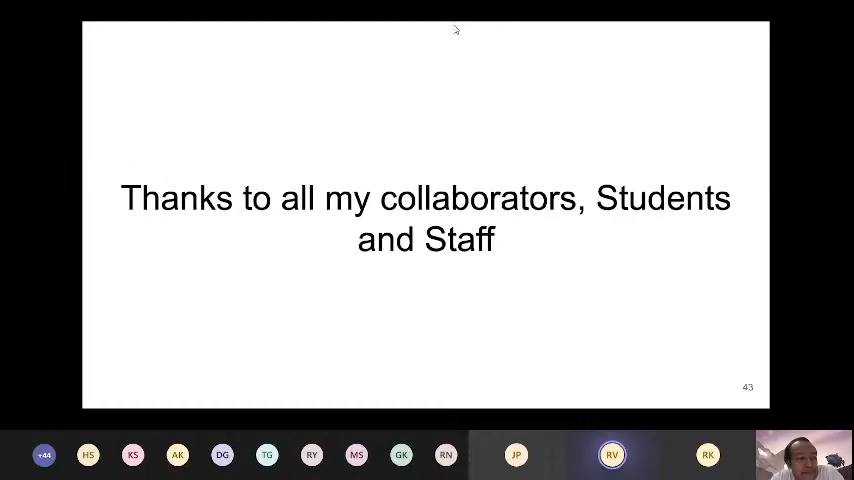 Thanks to all my collaborators, Students
and Staff
43
+44 HS KS AK DG TG RY MS GK RN JP RV RK